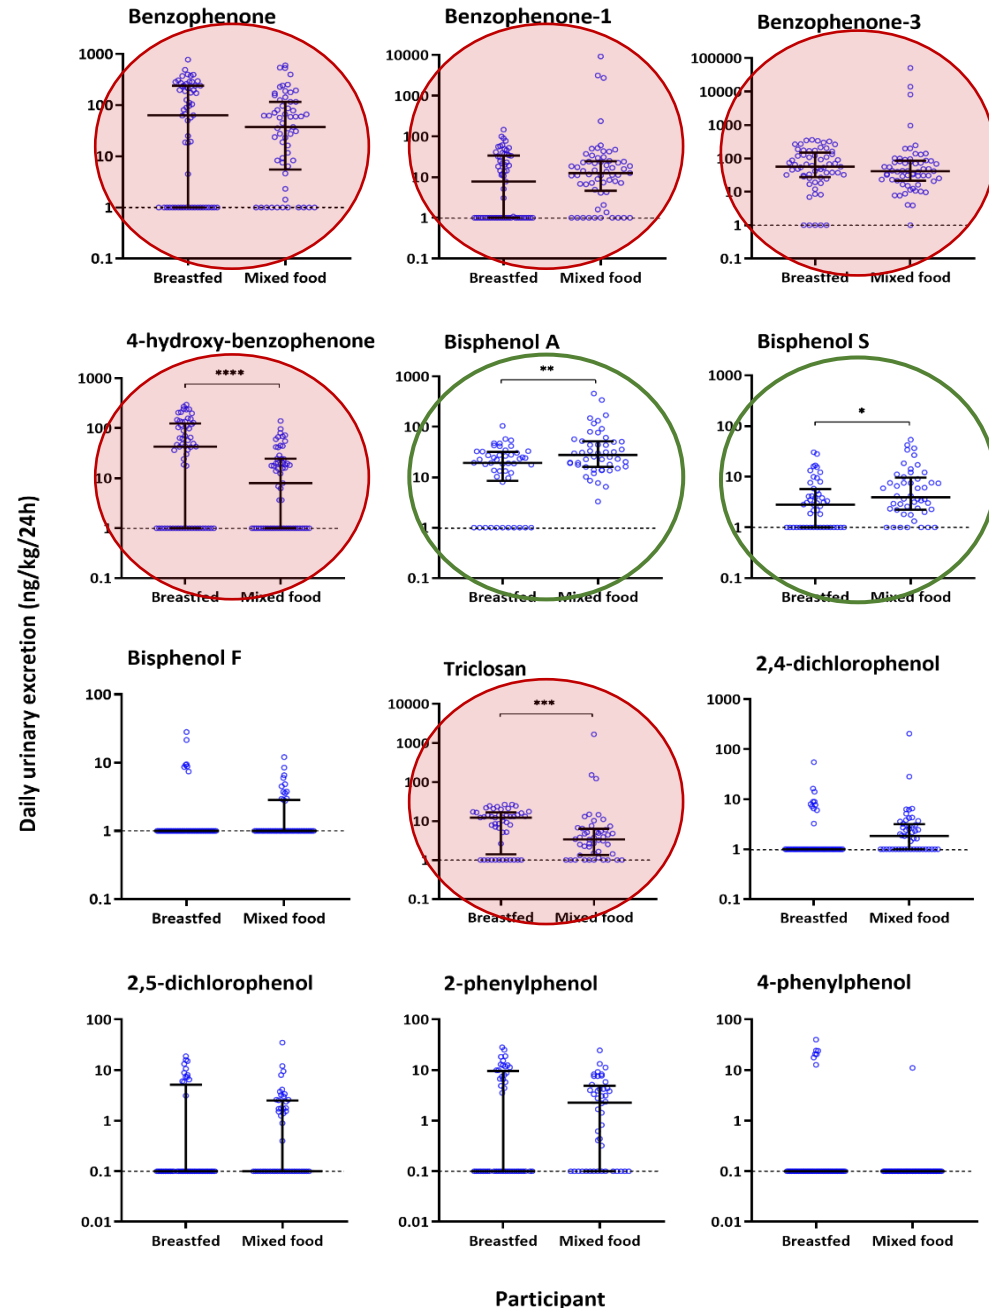 Benzophenone
Benzophenone-1
Benzophenone-3
1000
100
10
1
0.1
Breastfed Mixed food
10000
1000
100
10
1
0.1
Breastfed Mixed food
100000
10000
1000
100
10
1
0.1
Breastfed Mixed food
4-hydroxy-benzophenone
Bisphenol A
Bisphenol S
1000
100
10
1
0.1
****
Breastfed Mixed food
1000
100
10
1
0.1
**
Breastfed Mixed food
1000
100
10
1
0.1
*
Breastfed Mixed food
Daily urinary excretion (ng/kg/24h)
Bisphenol F
Triclosan
2,4-dichlorophenol
100
10
1
0.1
Breastfed Mixed food
10000
1000
100
10
1
0.1
***
Breastfed Mixed food
1000
100
10
1
0.1
Breastfed Mixed food
2,5-dichlorophenol
2-phenylphenol
4-phenylphenol
100
10
1
0.1
0.01
Breastfed Mixed food
100
10
1
0.1
0.01
Breastfed Mixed food
100
10
1
0.1
0.01
Breastfed Mixed food
Participant